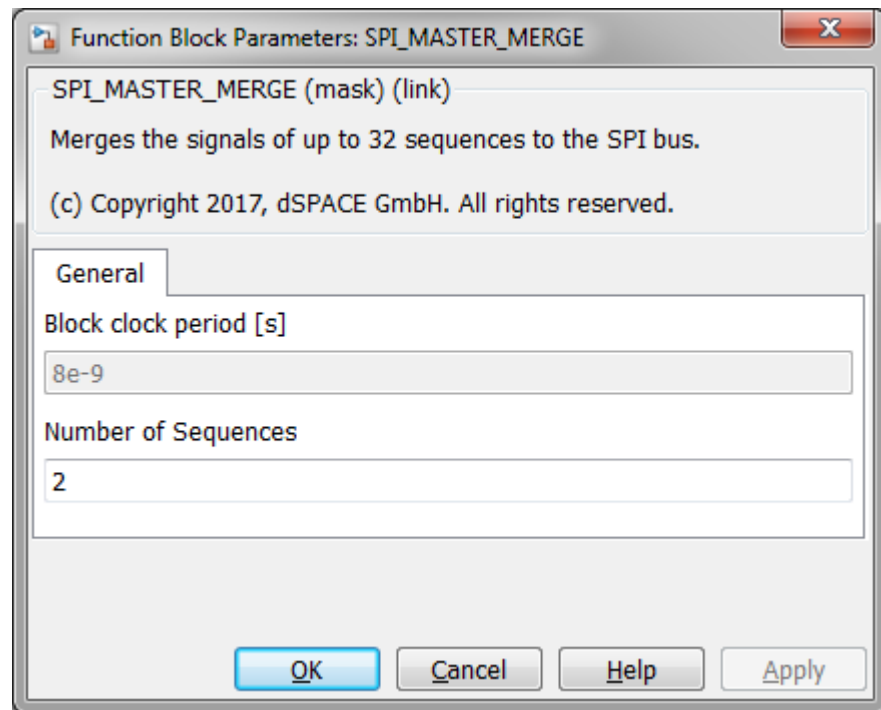 Function Block Parameters: SPI_MASTER_MERGE
SPI_MASTER_MERGE (mask) (link)
Merges the signals of up to 32 sequences to the SPI bus.
(c) Copyright 2017, dSPACE GmbH. All rights reserved.
General
Block clock period [s]
8e-9
Number of Sequences
2
OK Cancel Help Apply